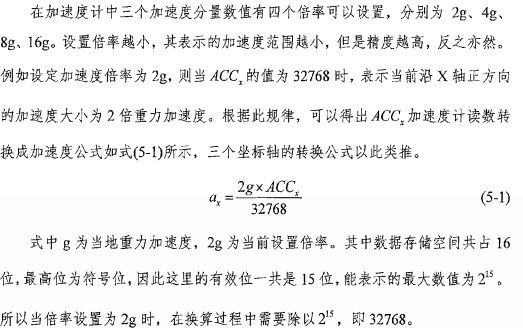 在加速度计中三个加速度分量数值有四个倍率可以设置，分别为 2g、4g、
8g、16g。设置倍率越小，其表示的加速度范围越小，但是精度越高，反之亦然。
例如设定加速度倍率为 2g，则当 ACCₓ 的值为 32768 时，表示当前沿 X 轴正方向
的加速度大小为 2 倍重力加速度。根据此规律，可以得出 ACCₓ 加速度计读数转
换成加速度公式如式(5-1)所示，三个坐标轴的转换公式以此类推。
aₓ = 2g×ACCₓ / 32768 (5-1)
式中 g 为当地重力加速度，2g 为当前设置倍率。其中数据存储空间共占 16
位，最高位为符号位，因此这里的有效位一共是 15 位，能表示的最大数值为 2¹⁵。
所以当倍率设置为 2g 时，在换算过程中需要除以 2¹⁵，即 32768。